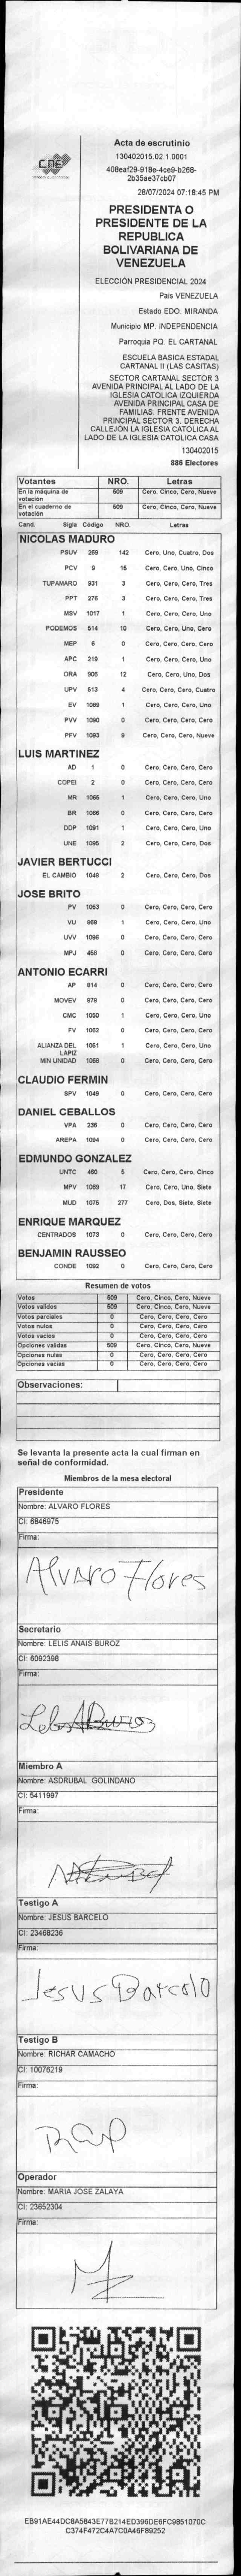 CNE
Acta de escrutinio
130402015.02.1.0001
408eaf29-918e-4ce9-b268-
2b35ae37cb07
28/07/2024 07:18:45 PM
PRESIDENTA O
PRESIDENTE DE LA
REPUBLICA
BOLIVARIANA DE
VENEZUELA
ELECCIÓN PRESIDENCIAL 2024
Pais VENEZUELA
Estado EDO. MIRANDA
Municipio MP. INDEPENDENCIA
Parroquia PQ. EL CARTANAL
ESCUELA BASICA ESTADAL
CARTANAL II (LAS CASITAS)
SECTOR CARTANAL SECTOR 3
AVENIDA PRINCIPAL AL LADO DE LA
IGLESIA CATOLICA IZQUIERDA
AVENIDA PRINCIPAL CASA DE
FAMILIAS. FRENTE AVENIDA
PRINCIPAL SECTOR 3. DERECHA
CALLEJÓN LA IGLESIA CATOLICA AL
LADO DE LA IGLESIA CATOLICA CASA
130402015
886 Electores
Votantes NRO. Letras
En la máquina de votación 509 Cero, Cinco, Cero, Nueve
En el cuaderno de votación 509 Cero, Cinco, Cero, Nueve
Cand. Sigla Código NRO. Letras
NICOLAS MADURO
PSUV 269 142 Cero, Uno, Cuatro, Dos
PCV 9 15 Cero, Cero, Uno, Cinco
TUPAMARO 931 3 Cero, Cero, Cero, Tres
PPT 276 3 Cero, Cero, Cero, Tres
MSV 1017 1 Cero, Cero, Cero, Uno
PODEMOS 514 10 Cero, Cero, Uno, Cero
MEP 6 0 Cero, Cero, Cero, Cero
APC 219 1 Cero, Cero, Cero, Uno
ORA 906 12 Cero, Cero, Uno, Dos
UPV 513 4 Cero, Cero, Cero, Cuatro
EV 1089 1 Cero, Cero, Cero, Uno
PVV 1090 0 Cero, Cero, Cero, Cero
PFV 1093 9 Cero, Cero, Cero, Nueve
LUIS MARTINEZ
AD 1 0 Cero, Cero, Cero, Cero
COPEI 2 0 Cero, Cero, Cero, Cero
MR 1065 1 Cero, Cero, Cero, Uno
BR 1066 0 Cero, Cero, Cero, Cero
DDP 1091 1 Cero, Cero, Cero, Uno
UNE 1095 2 Cero, Cero, Cero, Dos
JAVIER BERTUCCI
EL CAMBIO 1048 2 Cero, Cero, Cero, Dos
JOSE BRITO
PV 1053 0 Cero, Cero, Cero, Cero
VU 868 1 Cero, Cero, Cero, Uno
UVV 1096 0 Cero, Cero, Cero, Cero
MPJ 458 0 Cero, Cero, Cero, Cero
ANTONIO ECARRI
AP 814 0 Cero, Cero, Cero, Cero
MOVEV 979 0 Cero, Cero, Cero, Cero
CMC 1050 1 Cero, Cero, Cero, Uno
FV 1062 0 Cero, Cero, Cero, Cero
ALIANZA DEL LAPIZ 1051 1 Cero, Cero, Cero, Uno
MIN UNIDAD 1068 0 Cero, Cero, Cero, Cero
CLAUDIO FERMIN
SPV 1049 0 Cero, Cero, Cero, Cero
DANIEL CEBALLOS
VPA 236 0 Cero, Cero, Cero, Cero
AREPA 1094 0 Cero, Cero, Cero, Cero
EDMUNDO GONZALEZ
UNTC 460 5 Cero, Cero, Cero, Cinco
MPV 1069 17 Cero, Cero, Uno, Siete
MUD 1075 277 Cero, Dos, Siete, Siete
ENRIQUE MARQUEZ
CENTRADOS 1073 0 Cero, Cero, Cero, Cero
BENJAMIN RAUSSEO
CONDE 1092 0 Cero, Cero, Cero, Cero
Resumen de votos
Votos 509 Cero, Cinco, Cero, Nueve
Votos validos 509 Cero, Cinco, Cero, Nueve
Votos parciales 0 Cero, Cero, Cero, Cero
Votos nulos 0 Cero, Cero, Cero, Cero
Votos vacios 0 Cero, Cero, Cero, Cero
Opciones validas 509 Cero, Cinco, Cero, Nueve
Opciones nulas 0 Cero, Cero, Cero, Cero
Opciones vacias 0 Cero, Cero, Cero, Cero
Observaciones:
Se levanta la presente acta la cual firman en
señal de conformidad.
Miembros de la mesa electoral
Presidente
Nombre: ALVARO FLORES
CI: 6846975
Firma:
Alvaro Flores
Secretario
Nombre: LELIS ANAIS BUROZ
CI: 6092398
Firma:
Miembro A
Nombre: ASDRUBAL GOLINDANO
CI: 5411997
Firma:
Testigo A
Nombre: JESUS BARCELO
CI: 23468236
Firma:
Jesus Barcelo
Testigo B
Nombre: RICHAR CAMACHO
CI: 10076219
Firma:
Operador
Nombre: MARIA JOSE ZALAYA
CI: 23652304
Firma:
EB91AE44DC8A5843E77B214ED396DE6FC9851070C
C374F472C4A7C0A46F89252